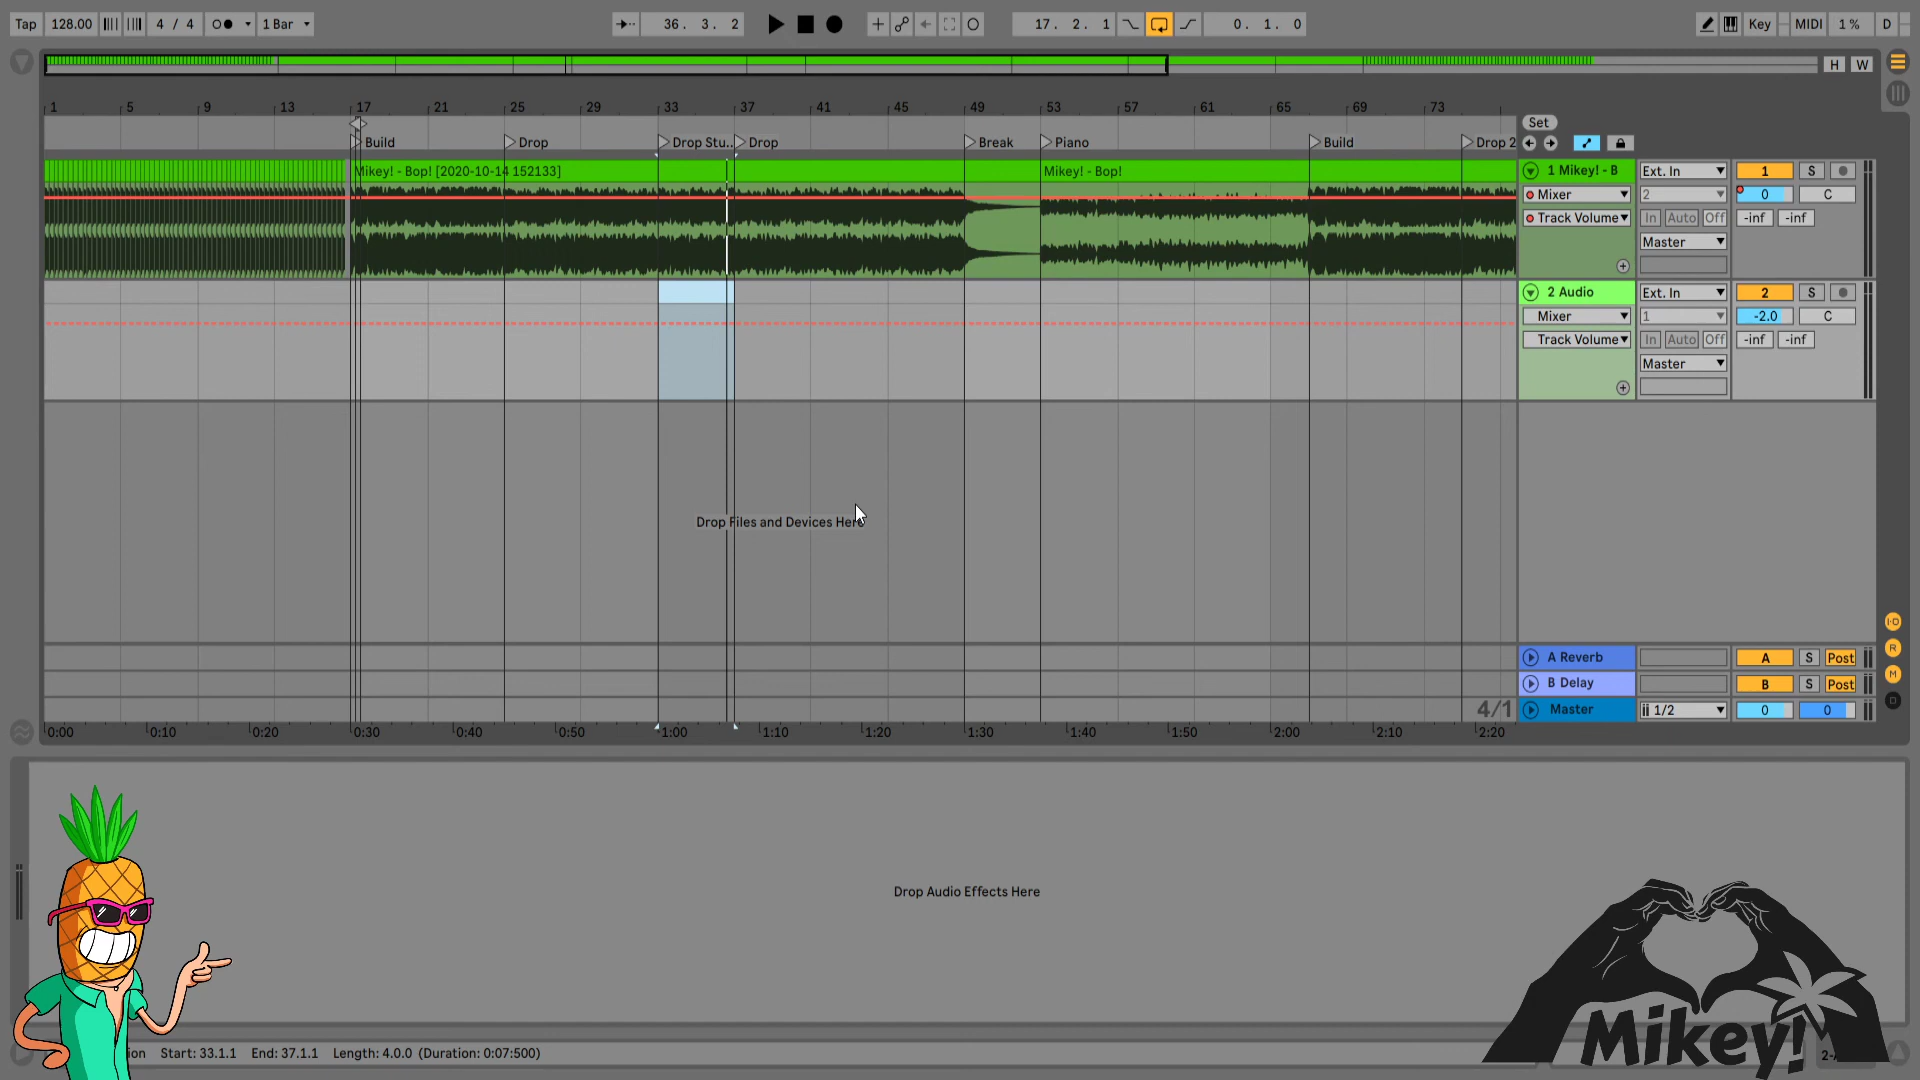 Tap 128.00 4 / 4 1 Bar 36. 3. 2 17. 2. 1 0. 1. 0 Key MIDI 1 % D
H W
1 5 9 13 17 21 25 29 33 37 41 45 49 53 57 61 65 69 73
Set
Build Drop Drop Stu.. Drop Break Piano Build Drop 2
Mikey! - Bop! [2020-10-14 152133] Mikey! - Bop! 1 Mikey! - B Ext. In 1 S
Mixer 2 0 C
Track Volume In Auto Off -inf -inf
Master
2 Audio Ext. In 2 S
Mixer 1 -2.0 C
Track Volume In Auto Off -inf -inf
Master
Drop Files and Devices Here
A Reverb A S Post
B Delay B S Post
4/1 Master 1/2 0 0
0:00 0:10 0:20 0:30 0:40 0:50 1:00 1:10 1:20 1:30 1:40 1:50 2:00 2:10 2:20
I·O
R
M
D
Drop Audio Effects Here
Mikey!
Start: 33.1.1 End: 37.1.1 Length: 4.0.0 (Duration: 0:07:500)